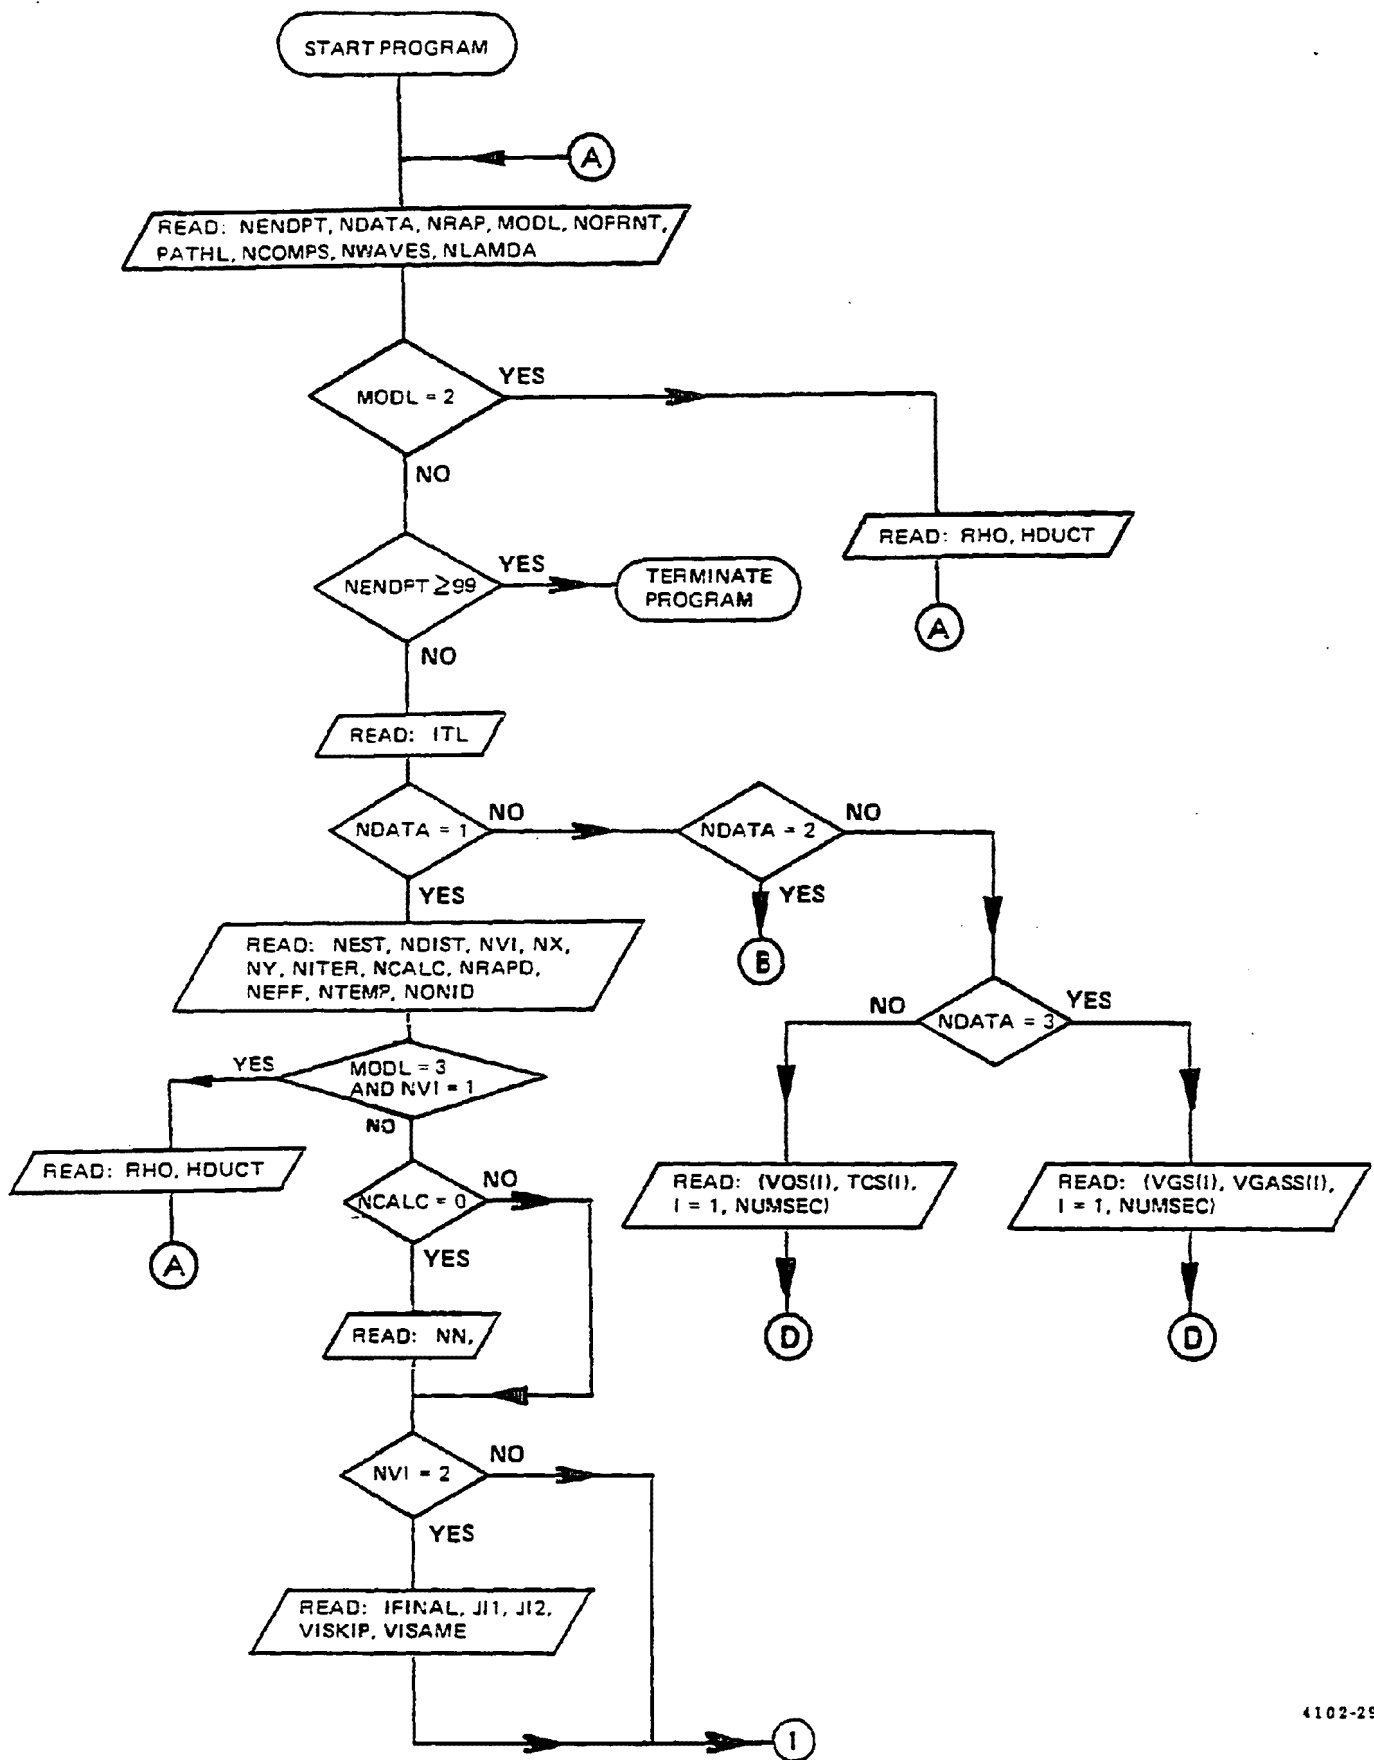 START PROGRAM
A
READ: NENDPT, NDATA, NRAP, MODL, NOFRNT,
PATHL, NCOMPS, NWAVES, NLAMDA
MODL = 2
YES
NO
READ: RHO, HDUCT
A
NENDPT ≥ 99
YES
TERMINATE
PROGRAM
NO
READ: ITL
NDATA = 1
NO
NDATA = 2
NO
YES
YES
B
READ: NEST, NDIST, NVI, NX,
NY, NITER, NCALC, NRAPD,
NEFF, NTEMP, NONID
NO
NDATA = 3
YES
YES
MODL = 3
AND NVI = 1
NO
READ: RHO, HDUCT
A
NCALC = 0
NO
YES
READ: (VOS(I), TCS(I),
I = 1, NUMSEC)
READ: (VGS(I), VGASS(I),
I = 1, NUMSEC)
D
D
READ: NN,
NVI = 2
NO
YES
READ: IFINAL, JI1, JI2,
VISKIP, VISAME
1
4102-29